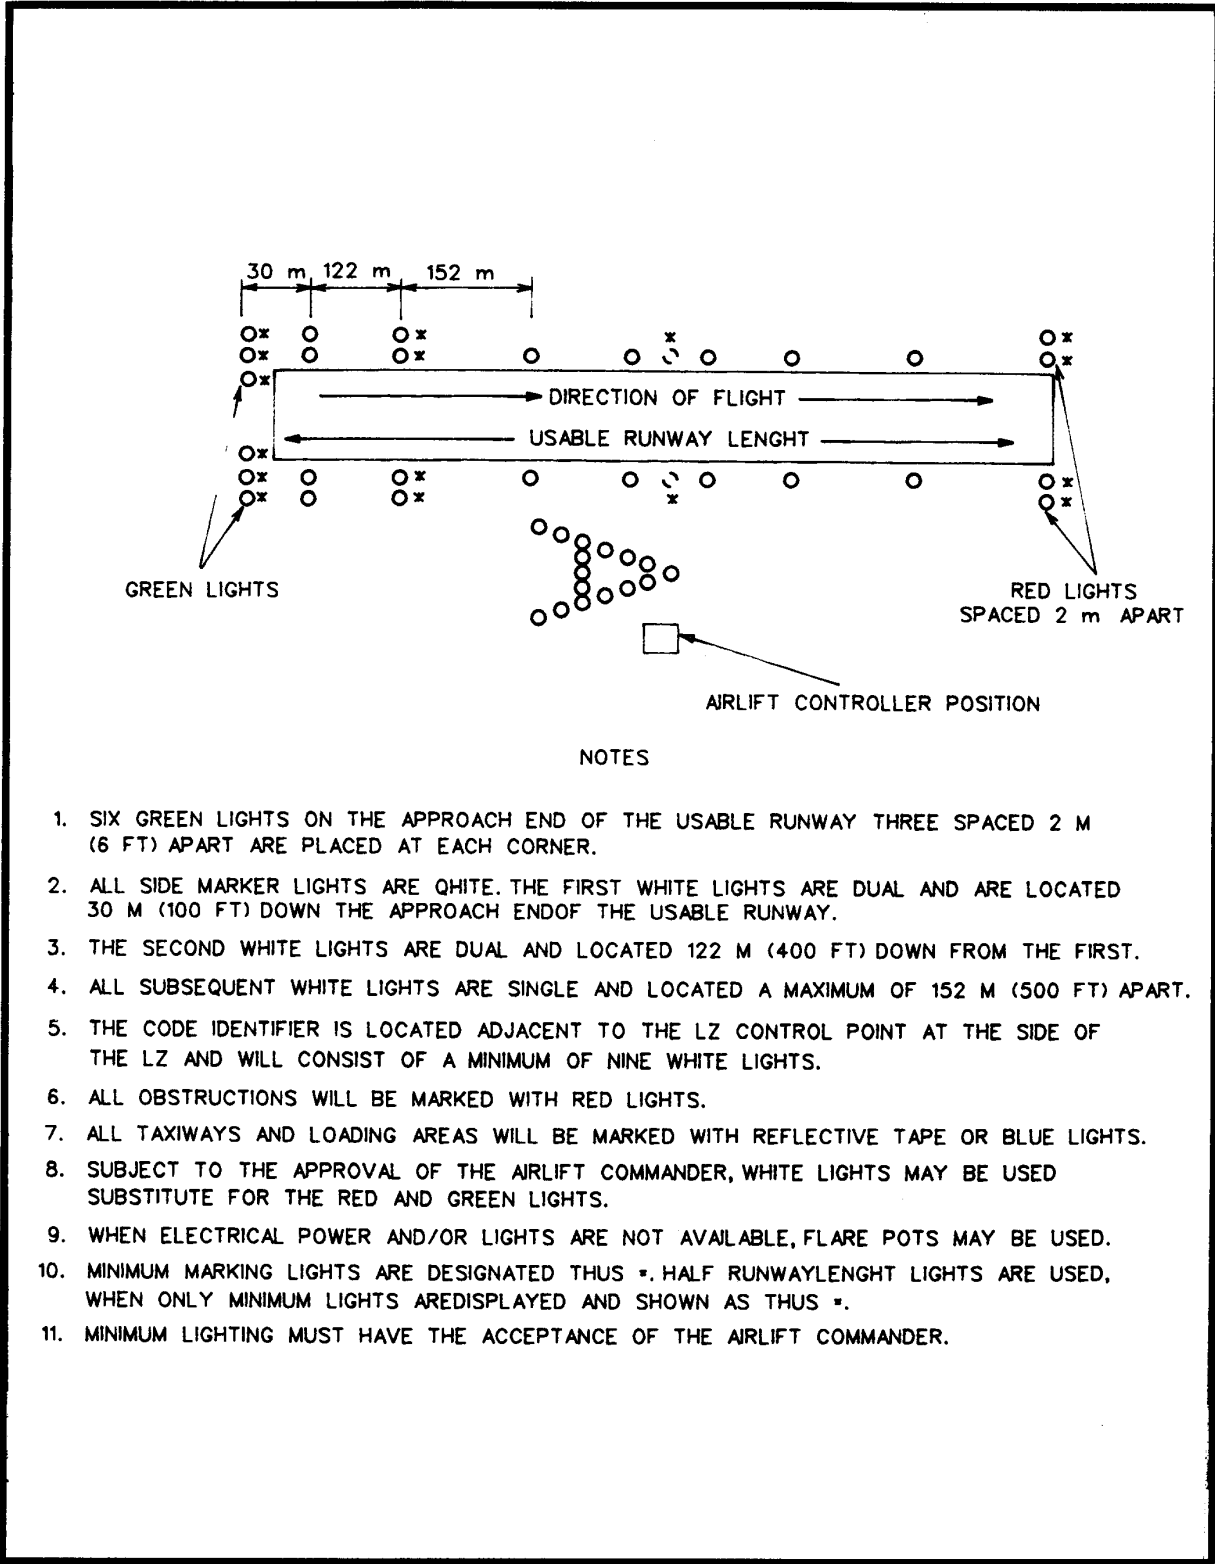 30 m 122 m 152 m
DIRECTION OF FLIGHT
USABLE RUNWAY LENGHT
GREEN LIGHTS
RED LIGHTS
SPACED 2 m APART
AIRLIFT CONTROLLER POSITION
NOTES
1. SIX GREEN LIGHTS ON THE APPROACH END OF THE USABLE RUNWAY THREE SPACED 2 M
(6 FT) APART ARE PLACED AT EACH CORNER.
2. ALL SIDE MARKER LIGHTS ARE QHITE. THE FIRST WHITE LIGHTS ARE DUAL AND ARE LOCATED
30 M (100 FT) DOWN THE APPROACH ENDOF THE USABLE RUNWAY.
3. THE SECOND WHITE LIGHTS ARE DUAL AND LOCATED 122 M (400 FT) DOWN FROM THE FIRST.
4. ALL SUBSEQUENT WHITE LIGHTS ARE SINGLE AND LOCATED A MAXIMUM OF 152 M (500 FT) APART.
5. THE CODE IDENTIFIER IS LOCATED ADJACENT TO THE LZ CONTROL POINT AT THE SIDE OF
THE LZ AND WILL CONSIST OF A MINIMUM OF NINE WHITE LIGHTS.
6. ALL OBSTRUCTIONS WILL BE MARKED WITH RED LIGHTS.
7. ALL TAXIWAYS AND LOADING AREAS WILL BE MARKED WITH REFLECTIVE TAPE OR BLUE LIGHTS.
8. SUBJECT TO THE APPROVAL OF THE AIRLIFT COMMANDER, WHITE LIGHTS MAY BE USED
SUBSTITUTE FOR THE RED AND GREEN LIGHTS.
9. WHEN ELECTRICAL POWER AND/OR LIGHTS ARE NOT AVAILABLE, FLARE POTS MAY BE USED.
10. MINIMUM MARKING LIGHTS ARE DESIGNATED THUS *. HALF RUNWAYLENGHT LIGHTS ARE USED,
WHEN ONLY MINIMUM LIGHTS AREDISPLAYED AND SHOWN AS THUS *.
11. MINIMUM LIGHTING MUST HAVE THE ACCEPTANCE OF THE AIRLIFT COMMANDER.